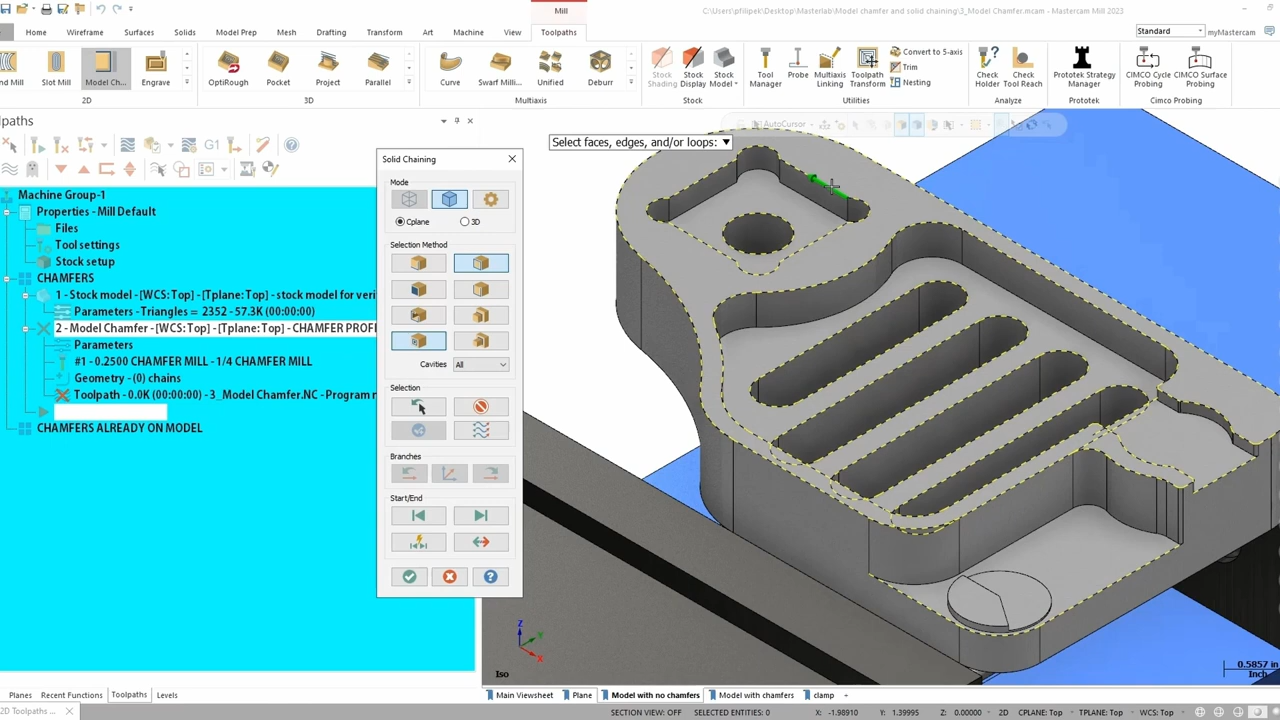 Mill
C:\Users\pfilipek\Desktop\Masterlab\Model chamfer and solid chaining\3_Model Chamfer.mcam - Mastercam Mill 2023
Home Wireframe Surfaces Solids Model Prep Mesh Drafting Transform Art Machine View Toolpaths
Standard myMastercam
nd Mill Slot Mill Model Ch... Engrave OptiRough Pocket Project Parallel Curve Swarf Milli... Unified Deburr
Stock Shading Stock Display Stock Model Tool Manager Probe Multiaxis Linking Toolpath Transform
Convert to 5-axis
Trim
Nesting
Check Holder Check Tool Reach Prototek Strategy Manager CIMCO Cycle Probing CIMCO Surface Probing
2D 3D Multiaxis Stock Utilities Analyze Prototek Cimco Probing
lpaths
AutoCursor
Select faces, edges, and/or loops:
G1
Solid Chaining
Mode
Cplane 3D
Selection Method
Cavities All
Selection
Branches
Start/End
Machine Group-1
Properties - Mill Default
Files
Tool settings
Stock setup
CHAMFERS
1 - Stock model - [WCS: Top] - [Tplane: Top] - stock model for veri
Parameters - Triangles = 2352 - 57.3K (00:00:00)
2 - Model Chamfer - [WCS: Top] - [Tplane: Top] - CHAMFER PROFI
Parameters
#1 - 0.2500 CHAMFER MILL - 1/4 CHAMFER MILL
Geometry - (0) chains
Toolpath - 0.0K (00:00:00) - 3_Model Chamfer.NC - Program n
CHAMFERS ALREADY ON MODEL
Z
Y
X
Iso
0.5857 in
Inch
Planes Recent Functions Toolpaths Levels
Main Viewsheet Plane Model with no chamfers Model with chamfers clamp +
2D Toolpaths ...
SECTION VIEW: OFF SELECTED ENTITIES: 0 X: -1.98910 Y: 1.39995 Z: 0.00000 2D CPLANE: Top TPLANE: Top WCS: Top